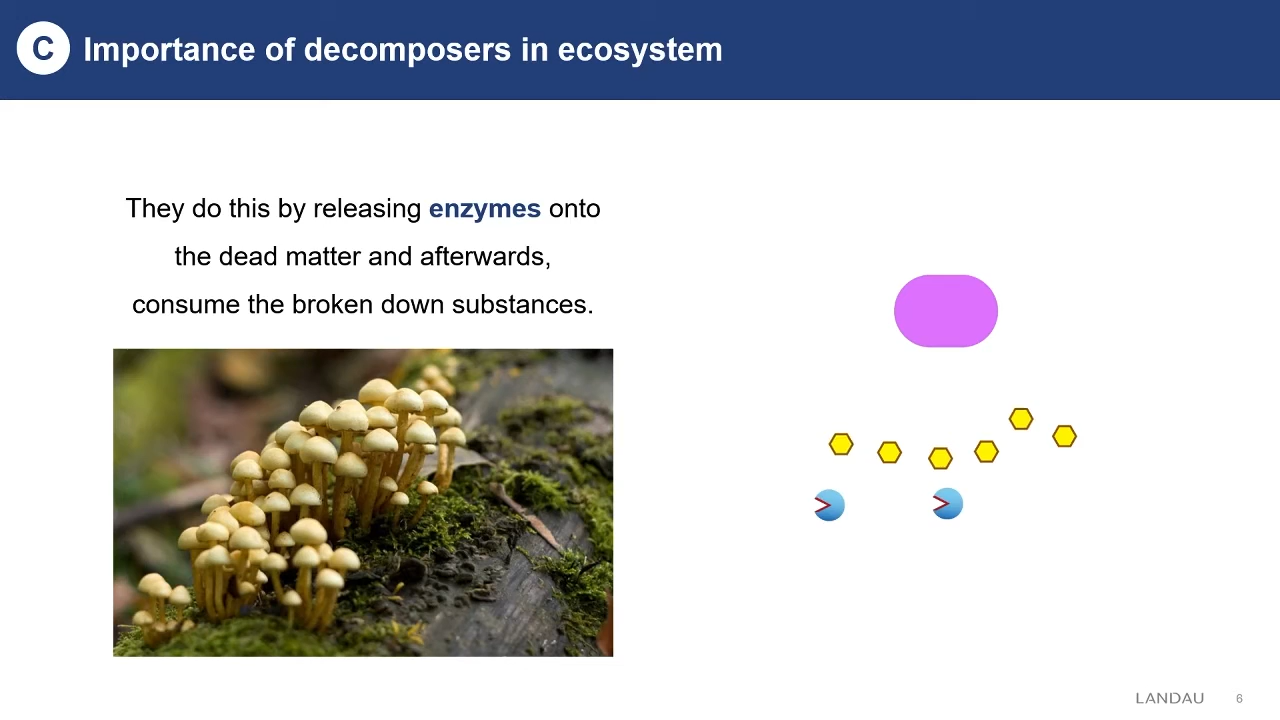 C
Importance of decomposers in ecosystem
They do this by releasing enzymes onto
the dead matter and afterwards,
consume the broken down substances.
LANDAU
6